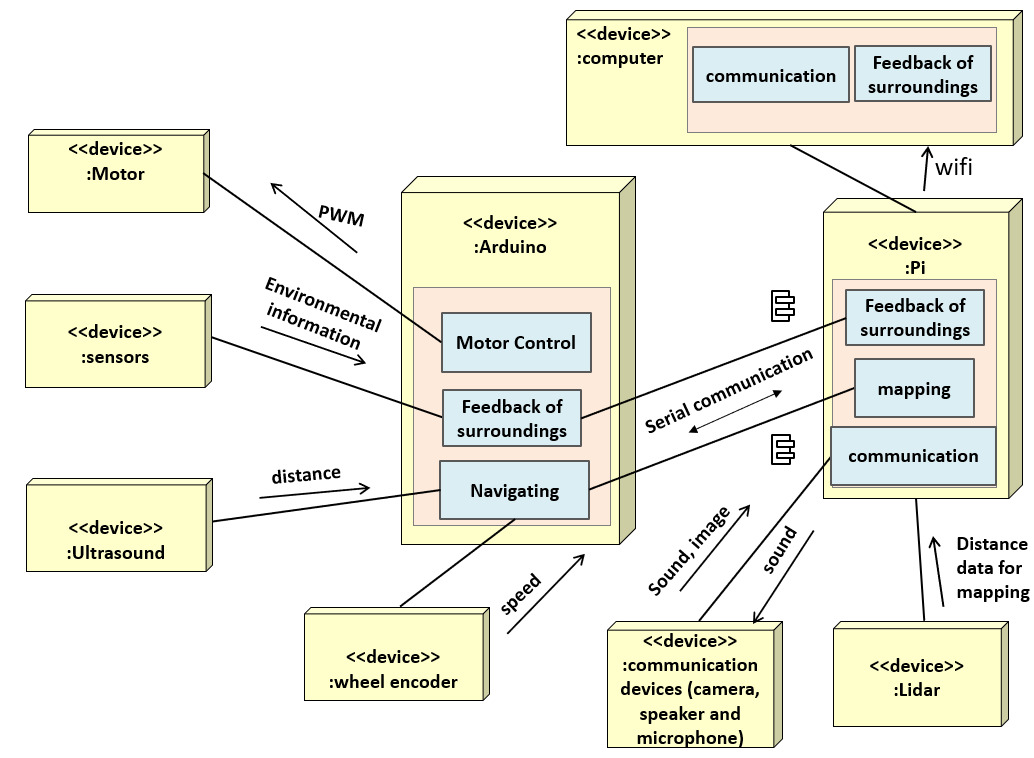 <<device>>
:computer
communication
Feedback of
surroundings
<<device>>
:Motor
PWM
<<device>>
:Arduino
wifi
<<device>>
:Pi
Environmental
information
<<device>>
:sensors
Motor Control
Feedback of
surroundings
Navigating
Feedback of
surroundings
mapping
communication
Serial communication
distance
<<device>>
:Ultrasound
speed
<<device>>
:wheel encoder
Sound, image
sound
<<device>>
:communication
devices (camera,
speaker and
microphone)
Distance
data for
mapping
<<device>>
:Lidar